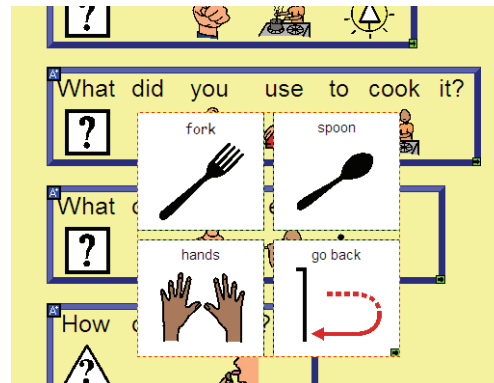 What did you use to cook it?
fork
spoon
What
hands
go back
How